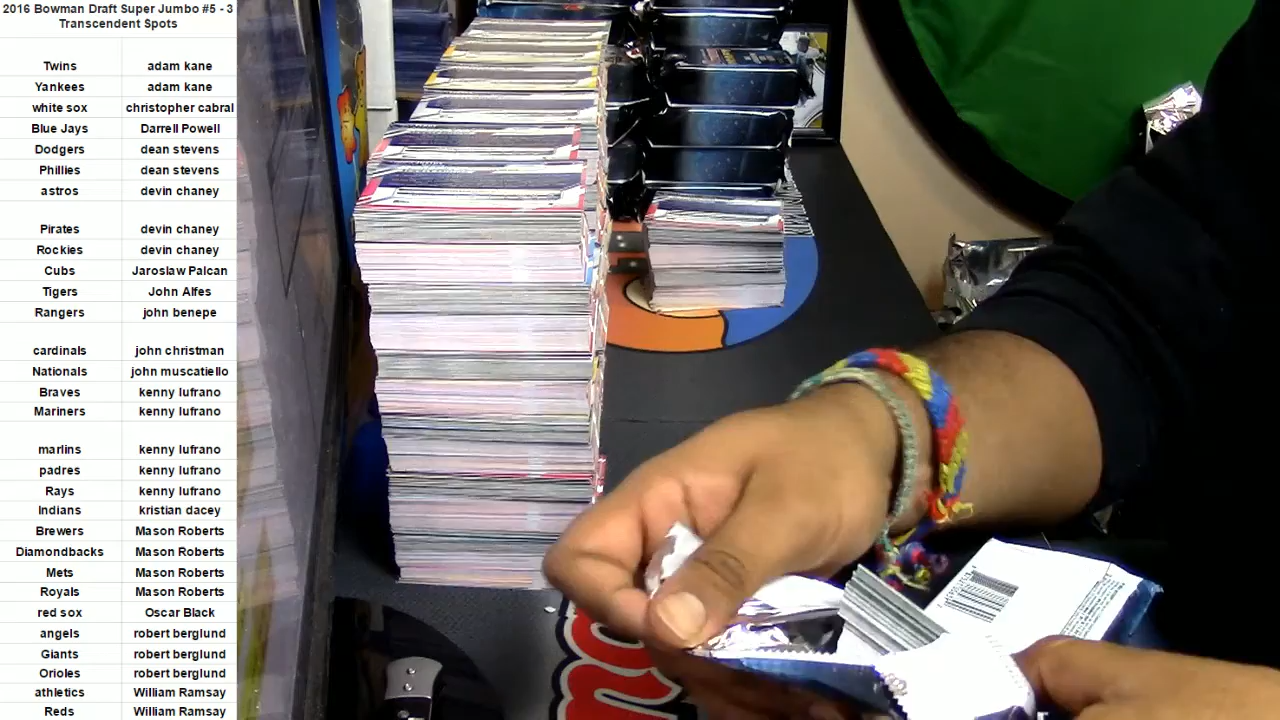 2016 Bowman Draft Super Jumbo #5 - 3
Transcendent Spots
Twins adam kane
Yankees adam kane
white sox christopher cabral
Blue Jays Darrell Powell
Dodgers dean stevens
Phillies dean stevens
astros devin chaney
Pirates devin chaney
Rockies devin chaney
Cubs Jaroslaw Palcan
Tigers John Alfes
Rangers john benepe
cardinals john christman
Nationals john muscatiello
Braves kenny lufrano
Mariners kenny lufrano
marlins kenny lufrano
padres kenny lufrano
Rays kenny lufrano
Indians kristian dacey
Brewers Mason Roberts
Diamondbacks Mason Roberts
Mets Mason Roberts
Royals Mason Roberts
red sox Oscar Black
angels robert berglund
Giants robert berglund
Orioles robert berglund
athletics William Ramsay
Reds William Ramsay